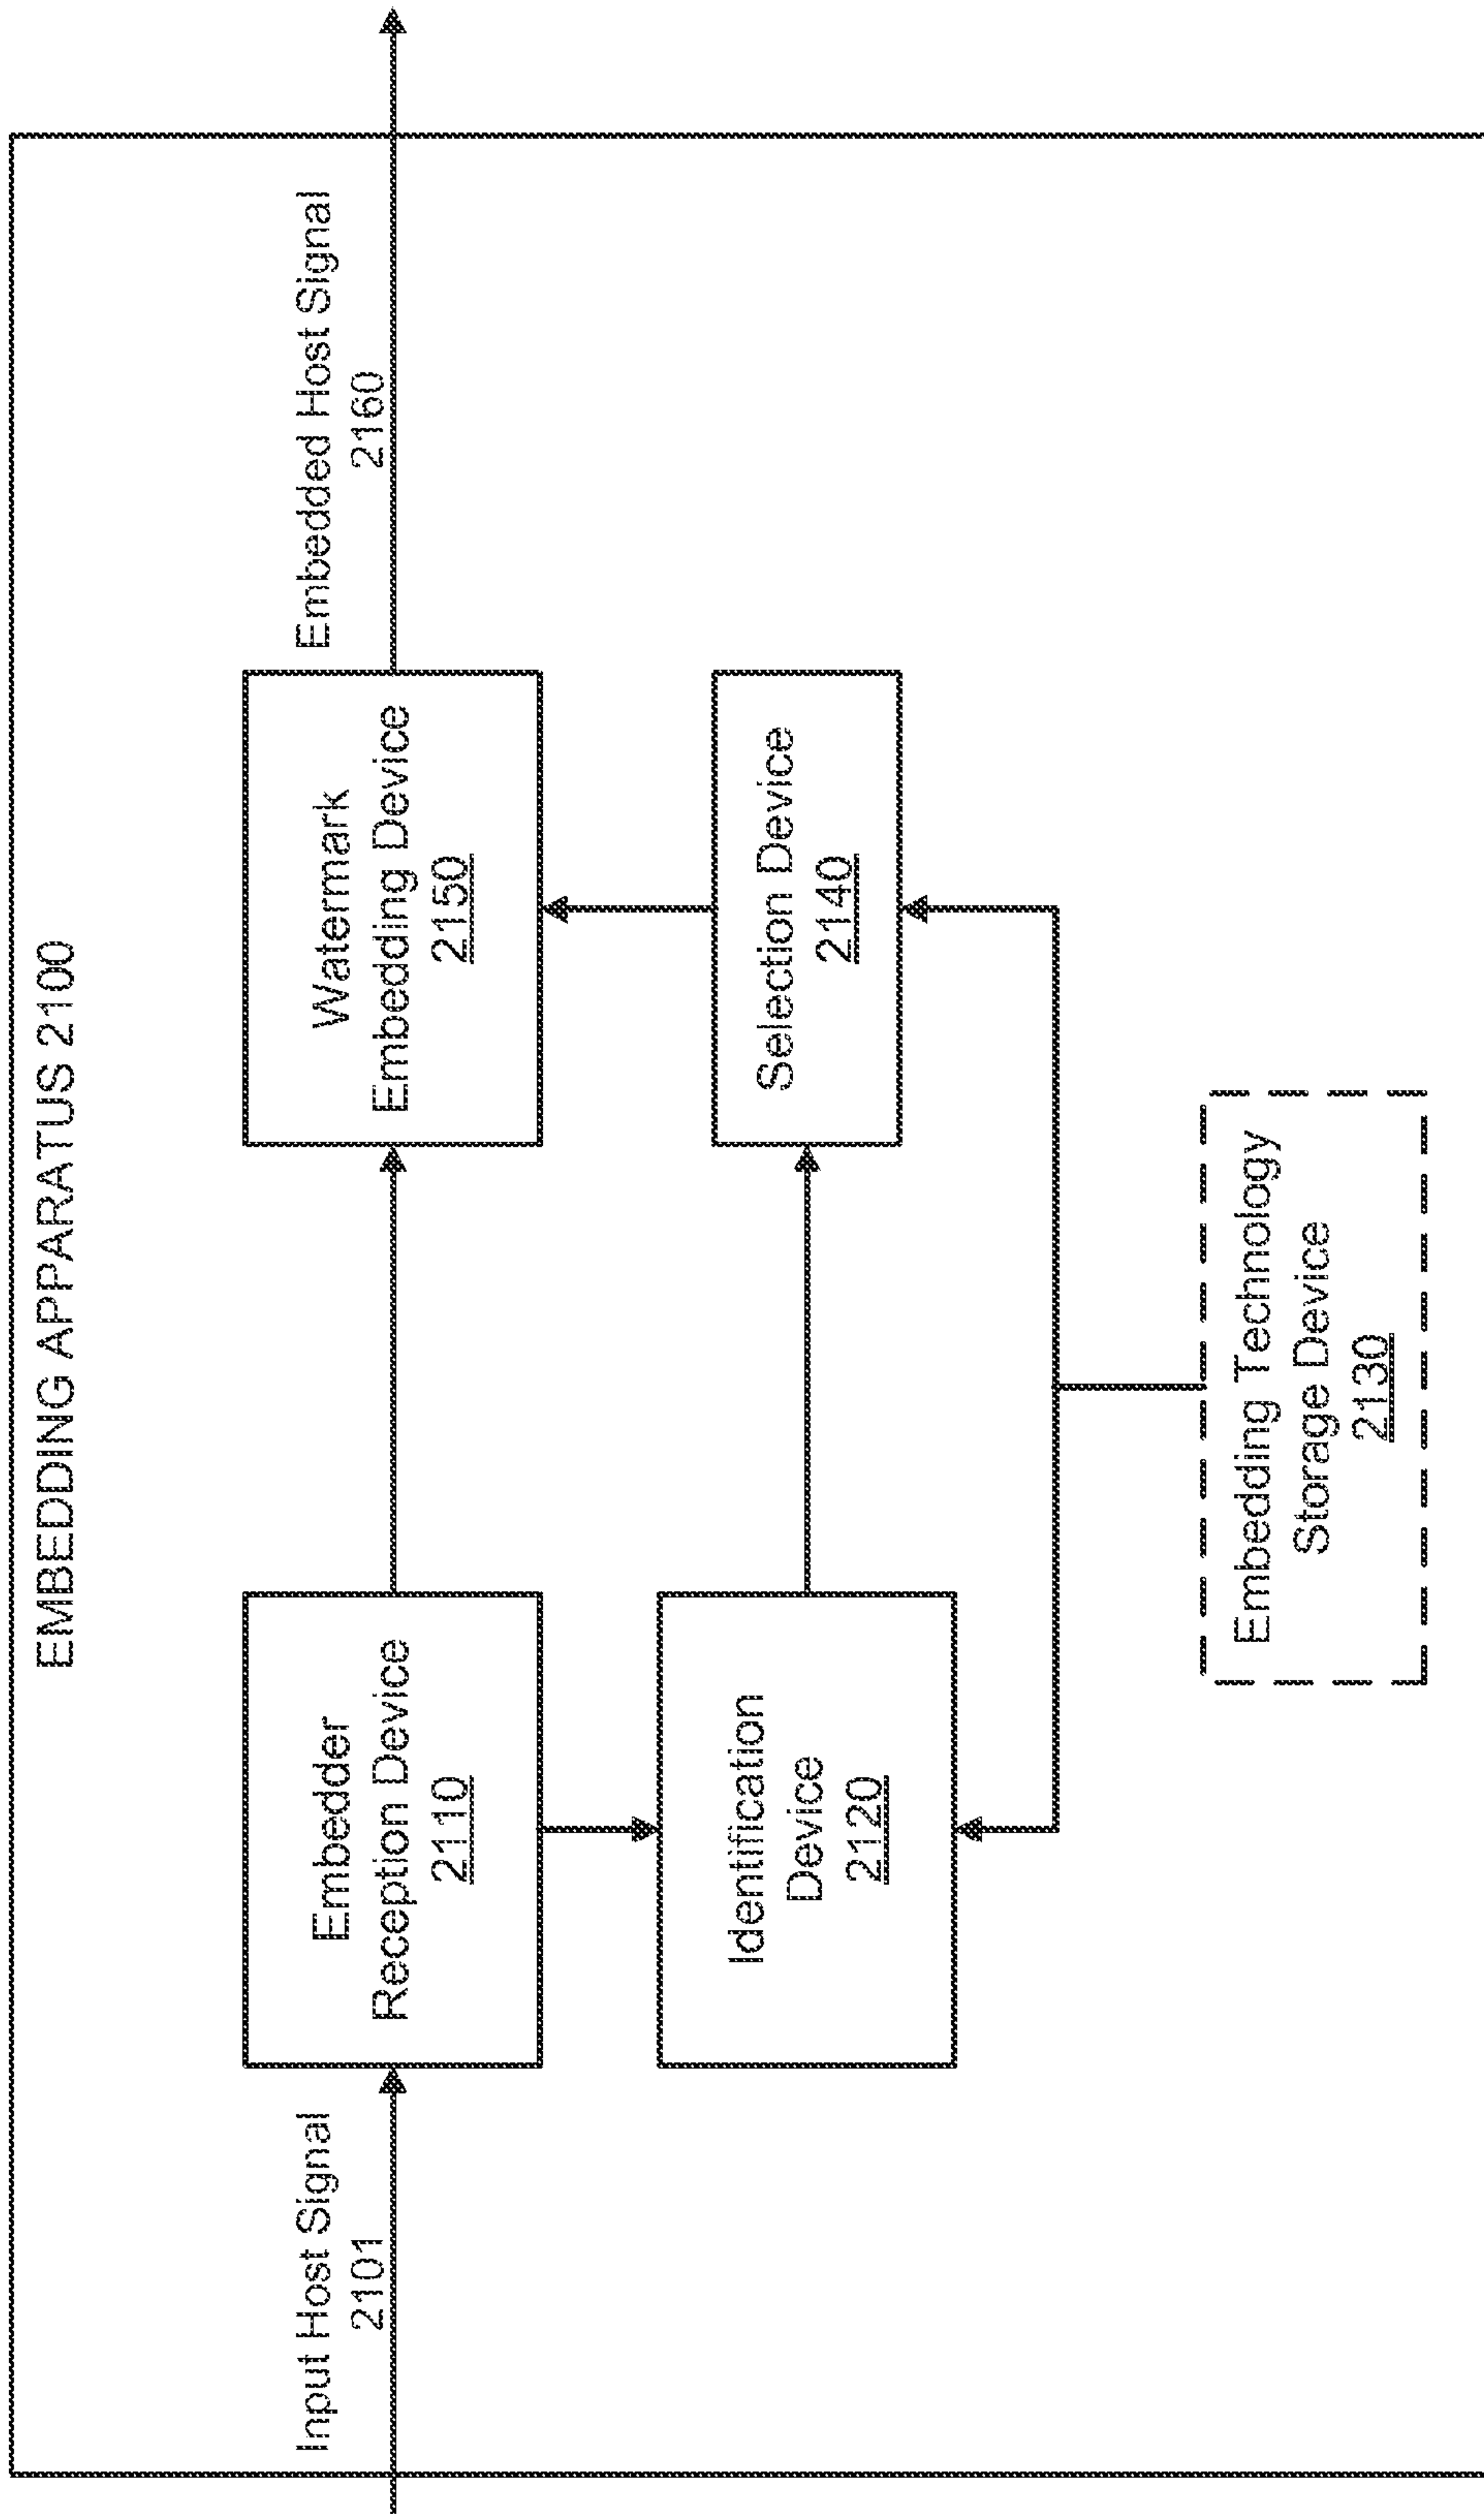 EMBEDDING APPARATUS 2100
Input Host Signal
2101
Embedder
Reception Device
2110
Watermark
Embedding Device
2150
Embedded Host Signal
2160
Identification
Device
2120
Selection Device
2140
Embedding Technology
Storage Device
2130